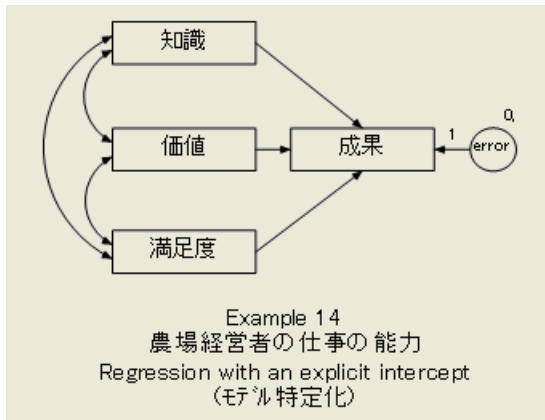 知識
0,
価値
成果
1
error
満足度
Example 14
農場経営者の仕事の能力
Regression with an explicit intercept
(ﾓﾃﾞﾙ特定化)